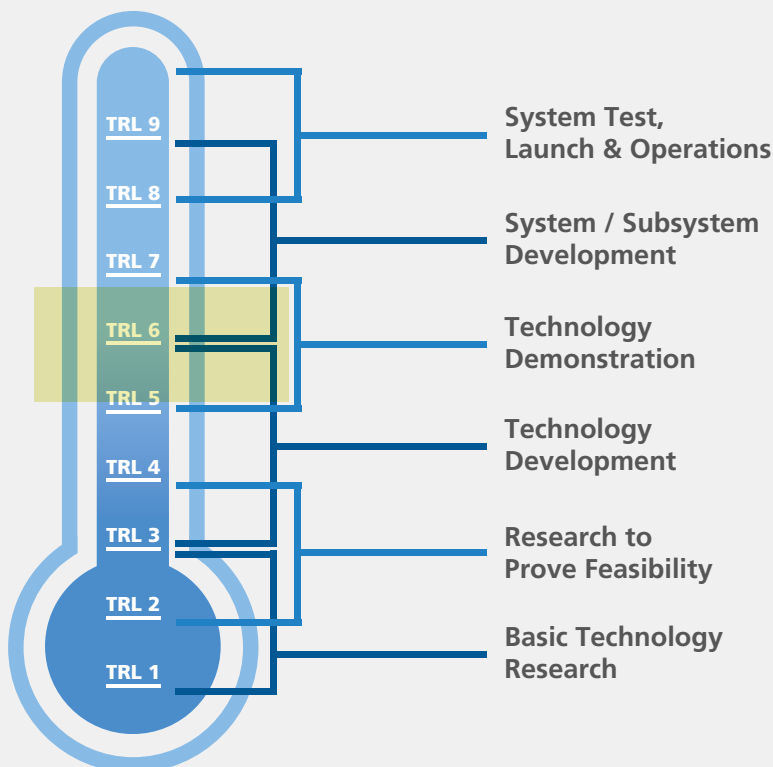 TRL 9
TRL 8
TRL 7
TRL 6
TRL 5
TRL 4
TRL 3
TRL 2
TRL 1
System Test,
Launch & Operations
System / Subsystem
Development
Technology
Demonstration
Technology
Development
Research to
Prove Feasibility
Basic Technology
Research